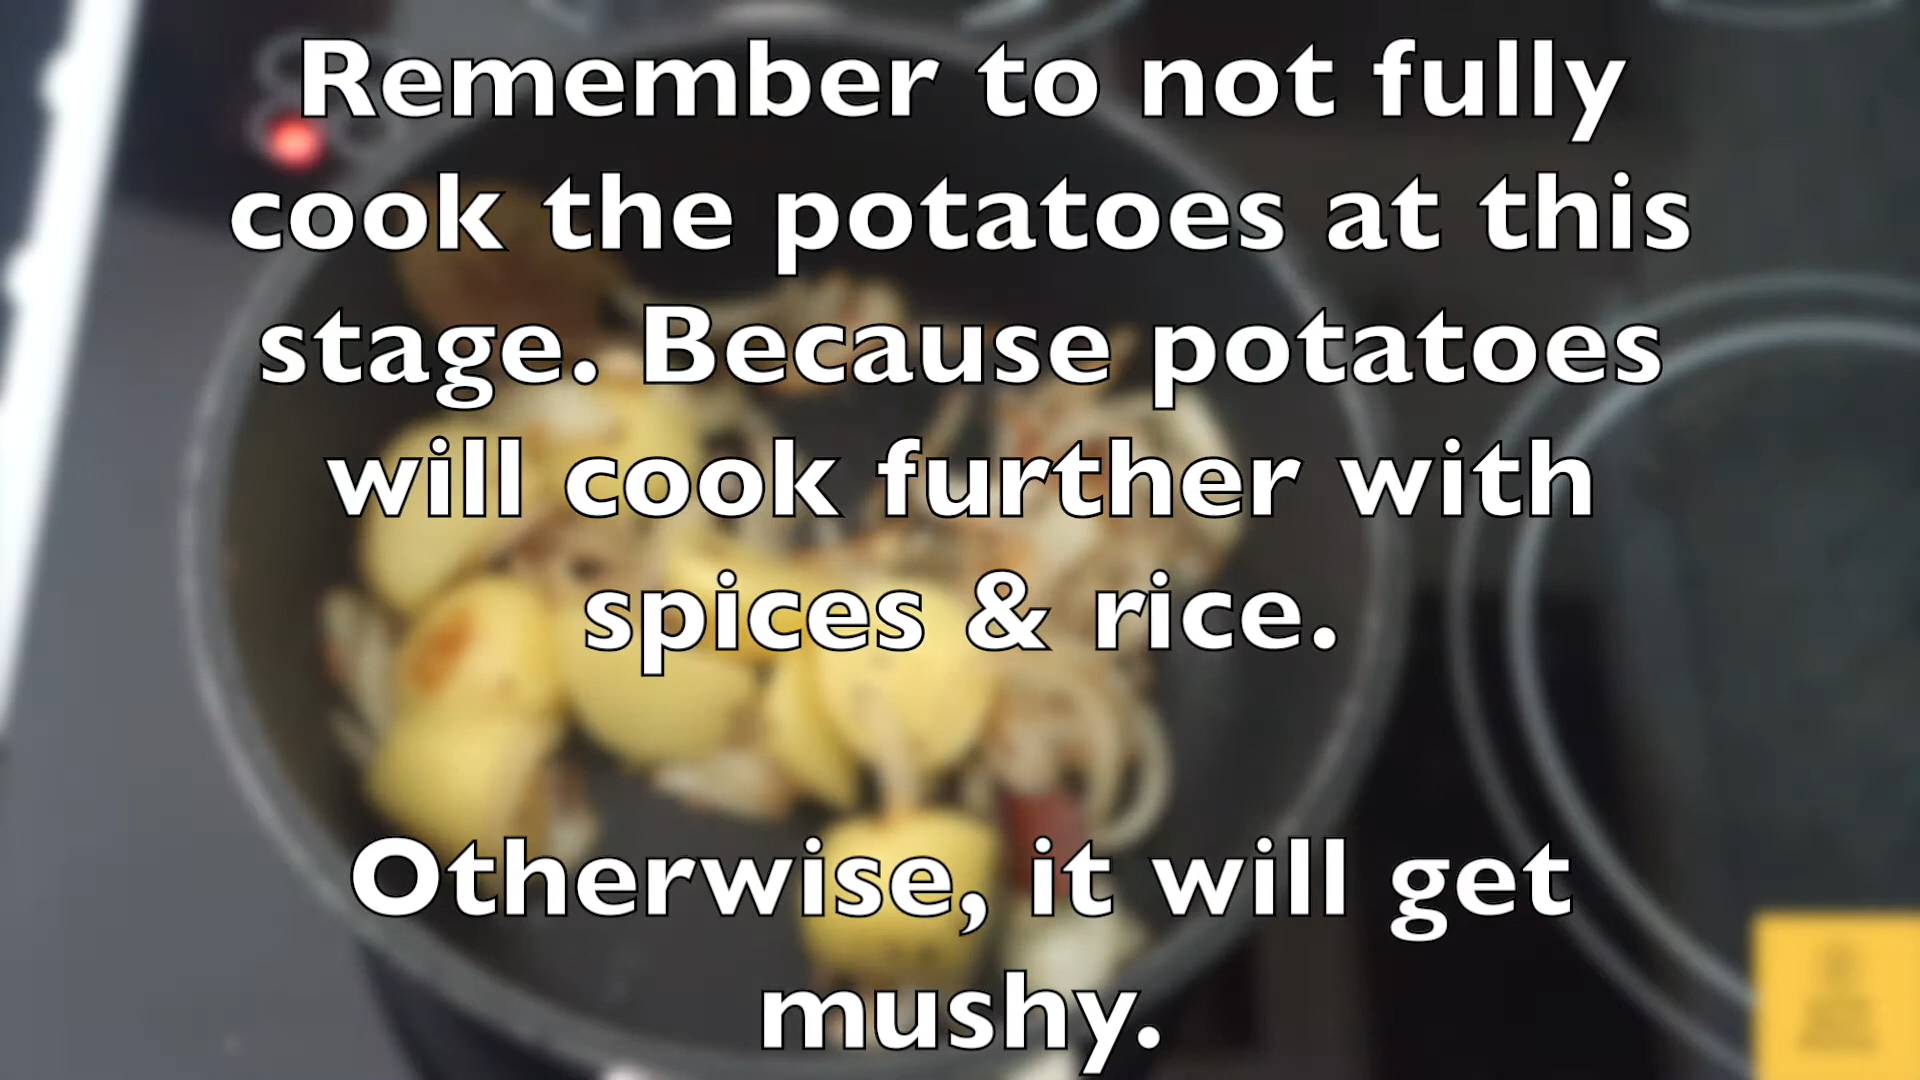 Remember to not fully
cook the potatoes at this
stage. Because potatoes
will cook further with
spices & rice.
Otherwise, it will get
mushy.